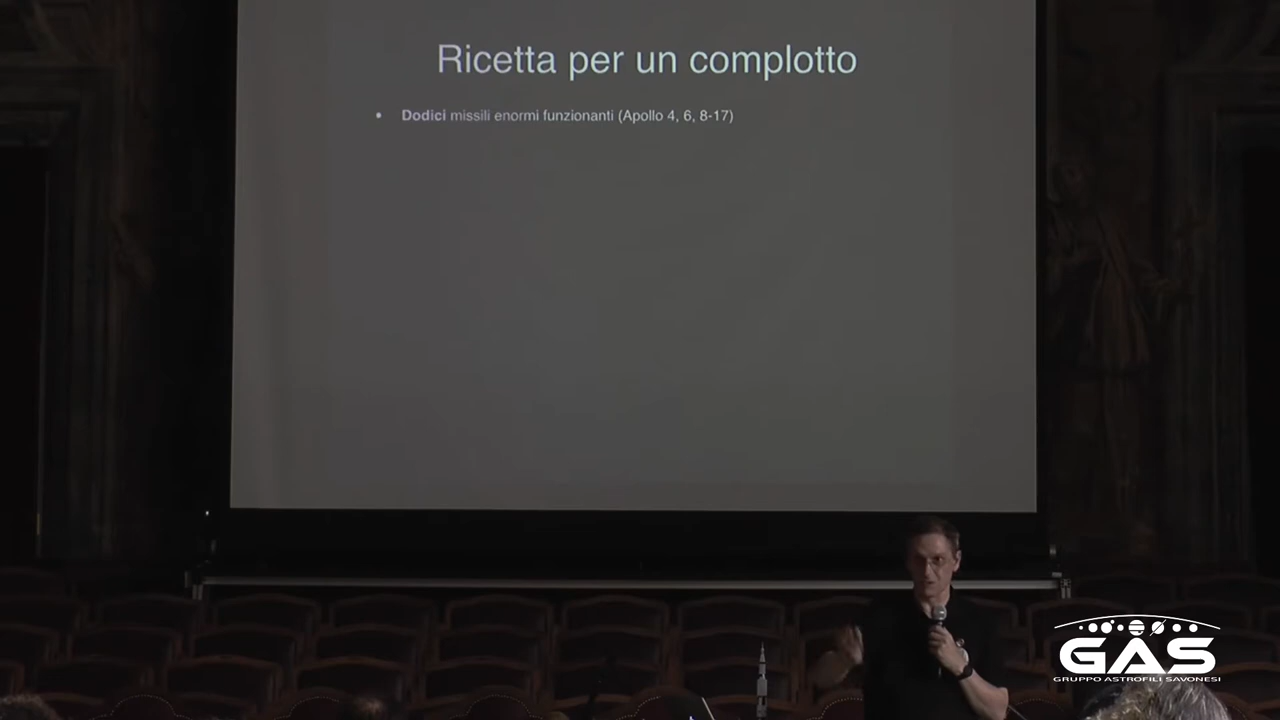 Ricetta per un complotto
• Dodici missili enormi funzionanti (Apollo 4, 6, 8-17)
GAS
GRUPPO ASTROFILI SAVONESI